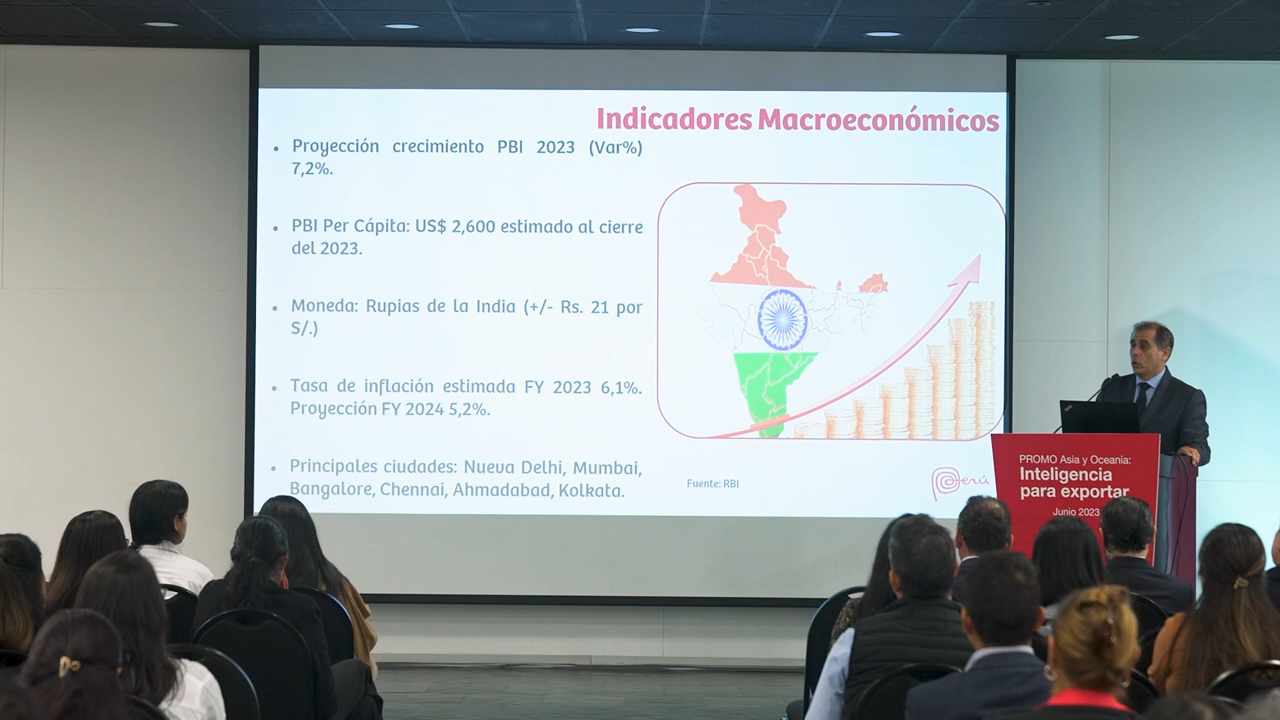 Indicadores Macroeconómicos
• Proyección crecimiento PBI 2023 (Var%)
7,2%.
• PBI Per Cápita: US$ 2,600 estimado al cierre
del 2023.
• Moneda: Rupias de la India (+/- Rs. 21 por
S/.)
• Tasa de inflación estimada FY 2023 6,1%.
Proyección FY 2024 5,2%.
• Principales ciudades: Nueva Delhi, Mumbai,
Bangalore, Chennai, Ahmadabad, Kolkata.
Fuente: RBI
Perú
PROMO Asia y Oceanía:
Inteligencia
para exportar
Junio 2023